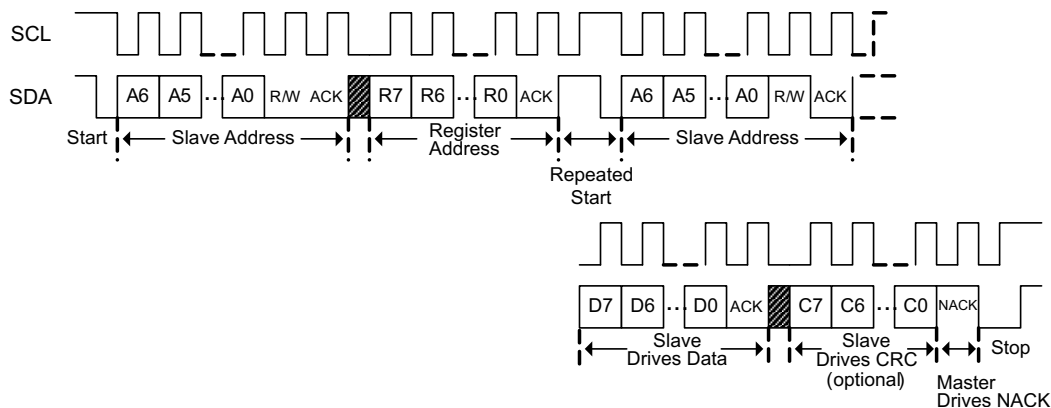 SCL
SDA
A6 A5 ... A0 R/W ACK R7 R6 ... R0 ACK A6 A5 ... A0 R/W ACK
Start Slave Address Register Address Repeated Start Slave Address
D7 D6 ... D0 ACK C7 C6 ... C0 NACK
Slave Drives Data Slave Drives CRC (optional) Master Drives NACK Stop